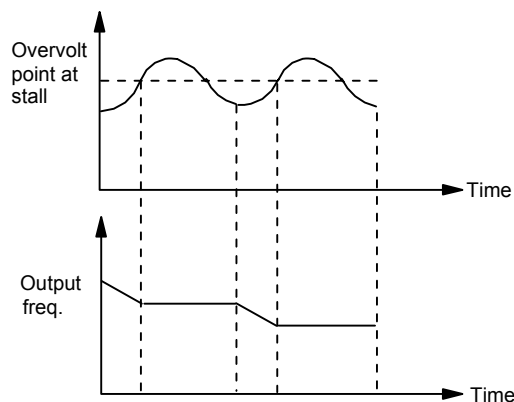 Overvolt
point at
stall
Time
Output
freq.
Time